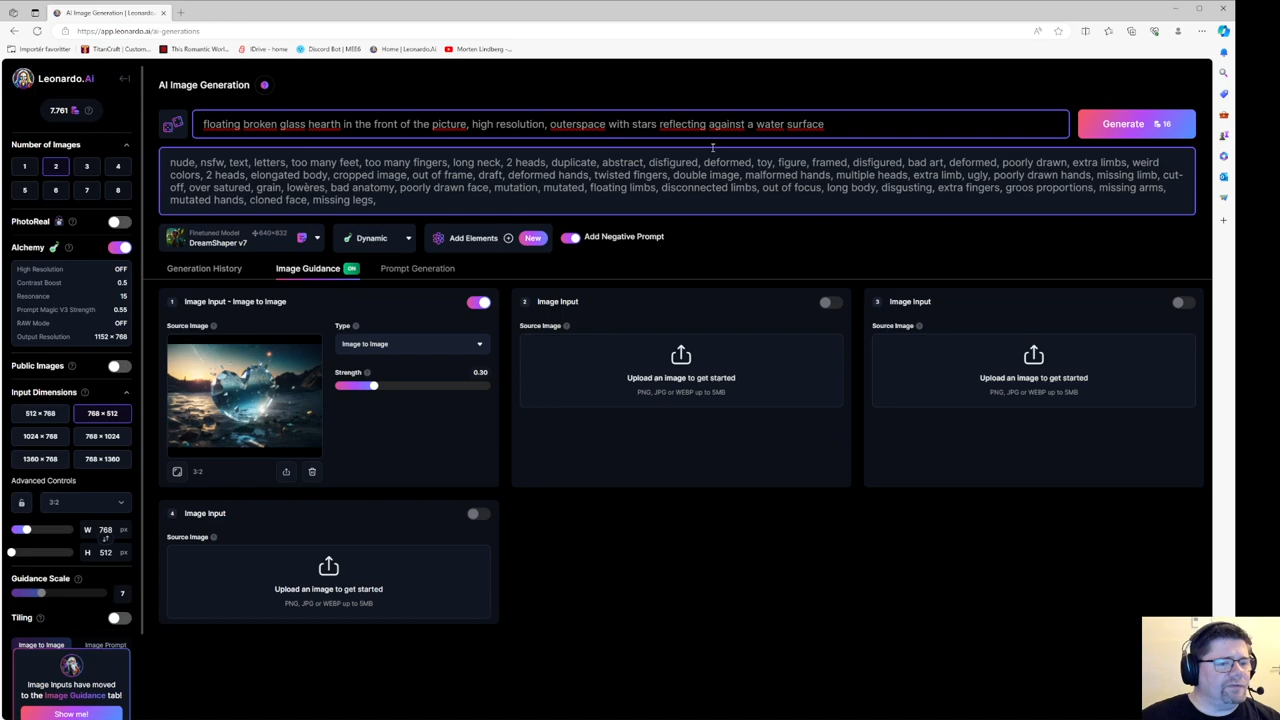 AI Image Generation | Leonardo.
https://app.leonardo.ai/ai-generations
Importér favoritter
TitanCraft | Custom...
This Romantic World...
IDrive - home
Discord Bot | MEE6
Home | Leonardo.Ai
Morten Lindberg -...
Leonardo.Ai
7.761
Number of Images
1 2 3 4
5 6 7 8
PhotoReal
Alchemy
High Resolution OFF
Contrast Boost 0.5
Resonance 15
Prompt Magic V3 Strength 0.55
RAW Mode OFF
Output Resolution 1152 × 768
Public Images
Input Dimensions
512 × 768 768 × 512
1024 × 768 768 × 1024
1360 × 768 768 × 1360
Advanced Controls
3:2
W 768 px
H 512 px
Guidance Scale
7
Tiling
Image to Image Image Prompt
Image Inputs have moved
to the Image Guidance tab!
Show me!
AI Image Generation
floating broken glass hearth in the front of the picture, high resolution, outerspace with stars reflecting against a water surface
Generate 16
nude, nsfw, text, letters, too many feet, too many fingers, long neck, 2 heads, duplicate, abstract, disfigured, deformed, toy, figure, framed, disfigured, bad art, deformed, poorly drawn, extra limbs, weird
colors, 2 heads, elongated body, cropped image, out of frame, draft, deformed hands, twisted fingers, double image, malformed hands, multiple heads, extra limb, ugly, poorly drawn hands, missing limb, cut-
off, over satured, grain, lowères, bad anatomy, poorly drawn face, mutation, mutated, floating limbs, disconnected limbs, out of focus, long body, disgusting, extra fingers, groos proportions, missing arms,
mutated hands, cloned face, missing legs,
Finetuned Model 640×832
DreamShaper v7
Dynamic
Add Elements New
Add Negative Prompt
Generation History
Image Guidance ON
Prompt Generation
1 Image Input - Image to Image
Source Image
Type
Image to Image
Strength 0.30
3:2
2 Image Input
Source Image
Upload an image to get started
PNG, JPG or WEBP up to 5MB
3 Image Input
Source Image
Upload an image to get started
PNG, JPG or WEBP up to 5MB
4 Image Input
Source Image
Upload an image to get started
PNG, JPG or WEBP up to 5MB